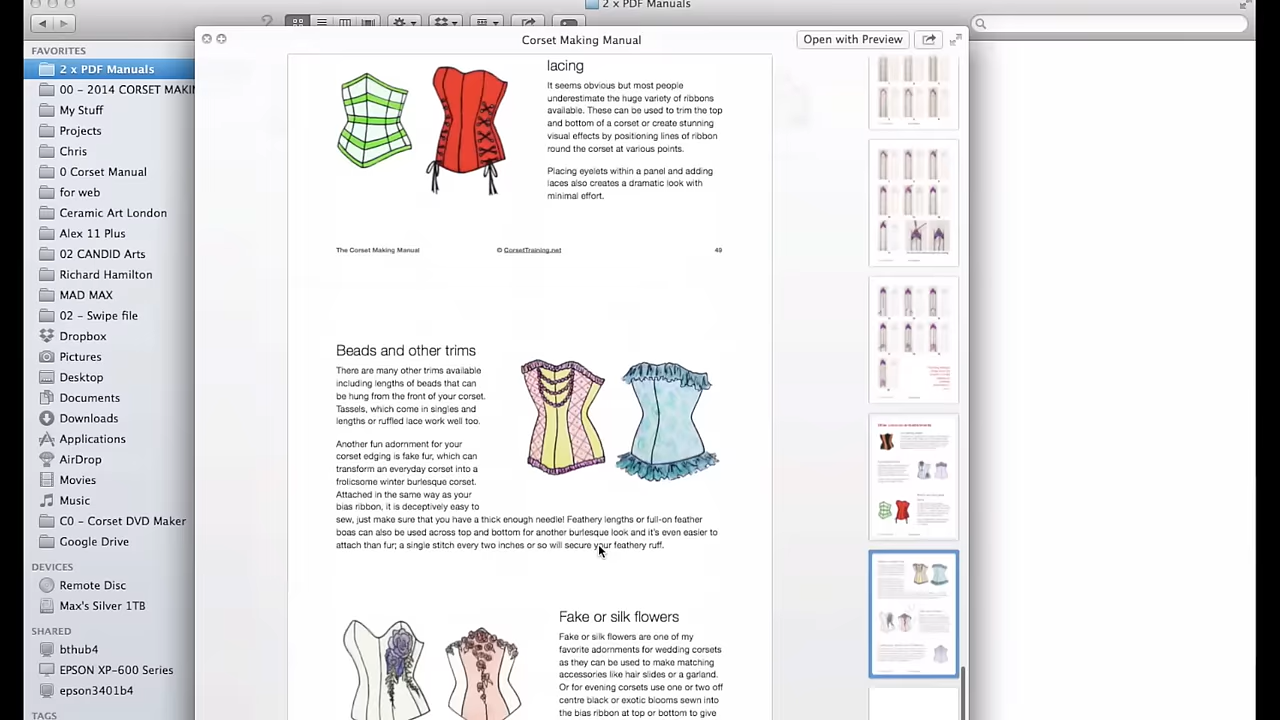 2 x PDF Manuals
Corset Making Manual
Open with Preview
FAVORITES
2 x PDF Manuals
00 – 2014 CORSET MAKIN
My Stuff
Projects
Chris
0 Corset Manual
for web
Ceramic Art London
Alex 11 Plus
02 CANDID Arts
Richard Hamilton
MAD MAX
02 – Swipe file
Dropbox
Pictures
Desktop
Documents
Downloads
Applications
AirDrop
Movies
Music
C0 – Corset DVD Maker
Google Drive
DEVICES
Remote Disc
Max's Silver 1TB
SHARED
bthub4
EPSON XP-600 Series
epson3401b4
TAGS
lacing
It seems obvious but most people
underestimate the huge variety of ribbons
available. These can be used to trim the top
and bottom of a corset or create stunning
visual effects by positioning lines of ribbon
round the corset at various points.
Placing eyelets within a panel and adding
laces also creates a dramatic look with
minimal effort.
The Corset Making Manual © CorsetTraining.net 49
Beads and other trims
There are many other trims available
including lengths of beads that can
be hung from the front of your corset.
Tassels, which come in singles and
lengths or ruffled lace work well too.
Another fun adornment for your
corset edging is fake fur, which can
transform an everyday corset into a
frolicsome winter burlesque corset.
Attached in the same way as your
bias ribbon, it is deceptively easy to
sew, just make sure that you have a thick enough needle! Feathery lengths or full-on feather
boas can also be used across top and bottom for another burlesque look and it's even easier to
attach than fur; a single stitch every two inches or so will secure your feathery ruff.
Fake or silk flowers
Fake or silk flowers are one of my
favorite adornments for wedding corsets
as they can be used to make matching
accessories like hair slides or a garland.
Or for evening corsets use one or two off
centre black or exotic blooms sewn into
the bias ribbon at top or bottom to give